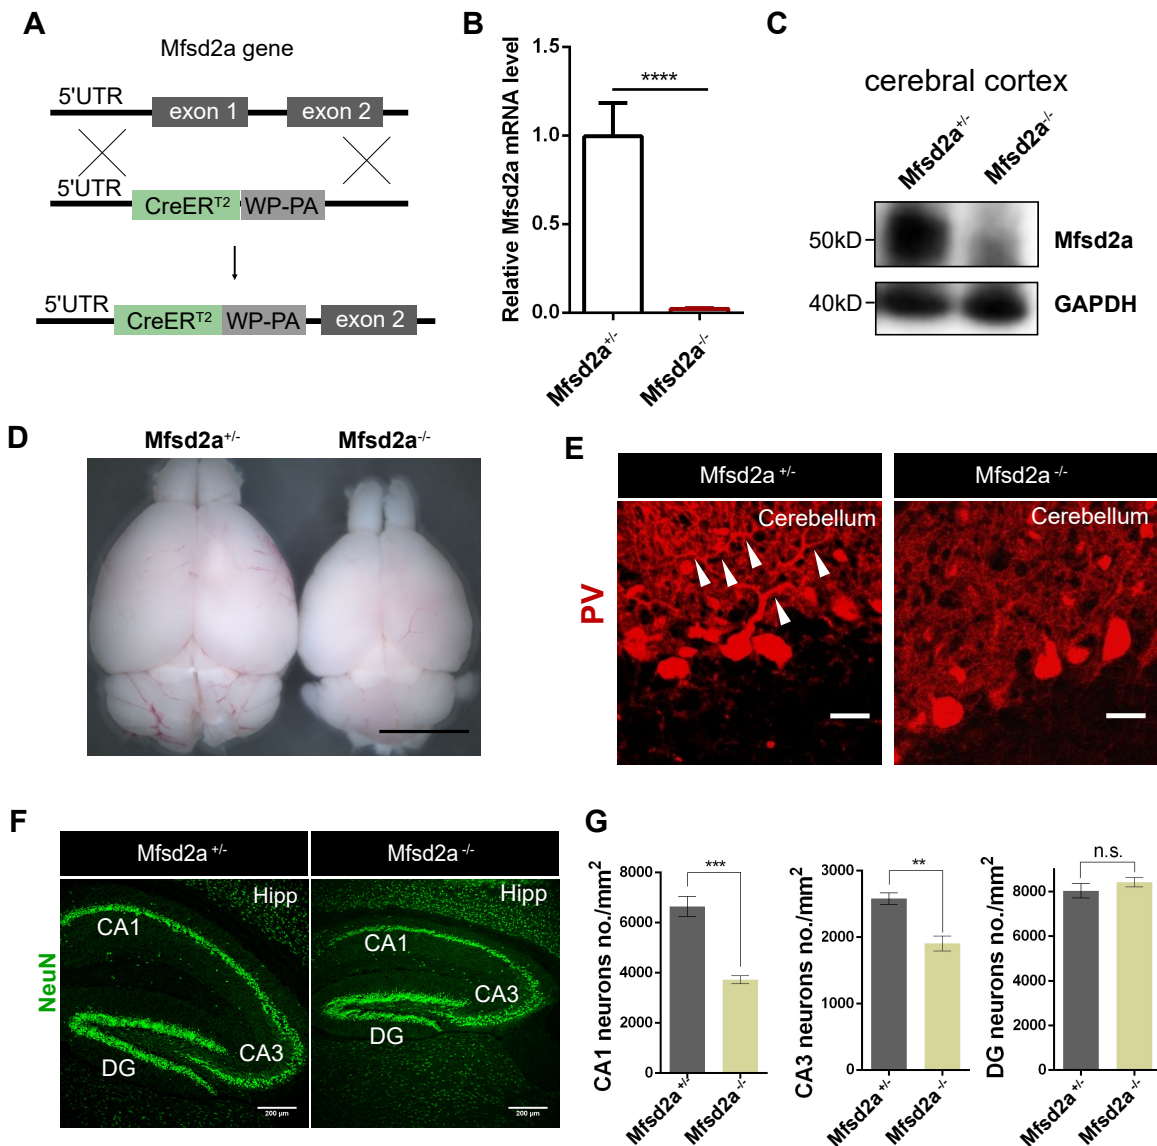 A
Mfsd2a gene
5'UTR
exon 1
exon 2
5'UTR
CreERT2
WP-PA
5'UTR
CreERT2
WP-PA
exon 2
B
Relative Mfsd2a mRNA level
1.5
1.0
0.5
0.0
****
Mfsd2a+/-
Mfsd2a-/-
C
cerebral cortex
Mfsd2a+/-
Mfsd2a-/-
50kD
Mfsd2a
40kD
GAPDH
D
Mfsd2a+/-
Mfsd2a-/-
E
Mfsd2a +/-
Mfsd2a -/-
PV
Cerebellum
Cerebellum
F
Mfsd2a +/-
Mfsd2a -/-
NeuN
Hipp
CA1
CA3
DG
200 μm
Hipp
CA1
CA3
DG
200 μm
G
CA1 neurons no./mm2
8000
6000
4000
2000
0
***
Mfsd2a+/-
Mfsd2a-/-
CA3 neurons no./mm2
3000
2000
1000
0
**
Mfsd2a+/-
Mfsd2a-/-
DG neurons no./mm2
8000
6000
4000
2000
0
n.s.
Mfsd2a+/-
Mfsd2a-/-